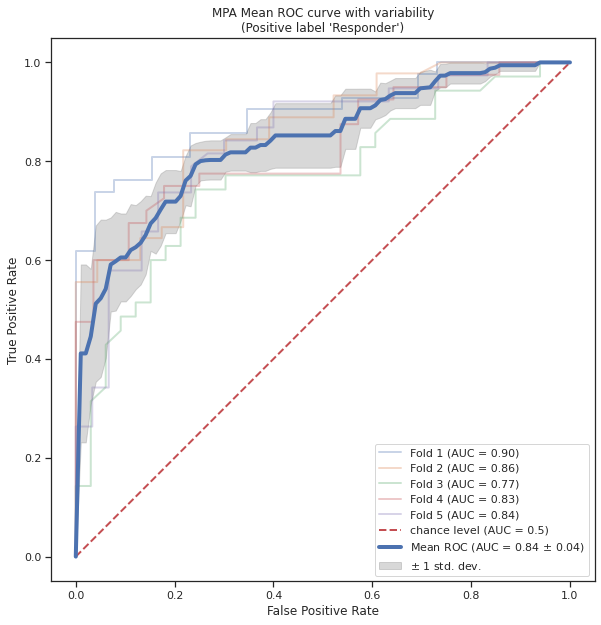 MPA Mean ROC curve with variability
(Positive label 'Responder')
1.0
0.8
0.6
0.4
0.2
0.0
True Positive Rate
0.0 0.2 0.4 0.6 0.8 1.0
False Positive Rate
Fold 1 (AUC = 0.90)
Fold 2 (AUC = 0.86)
Fold 3 (AUC = 0.77)
Fold 4 (AUC = 0.83)
Fold 5 (AUC = 0.84)
chance level (AUC = 0.5)
Mean ROC (AUC = 0.84 ± 0.04)
± 1 std. dev.